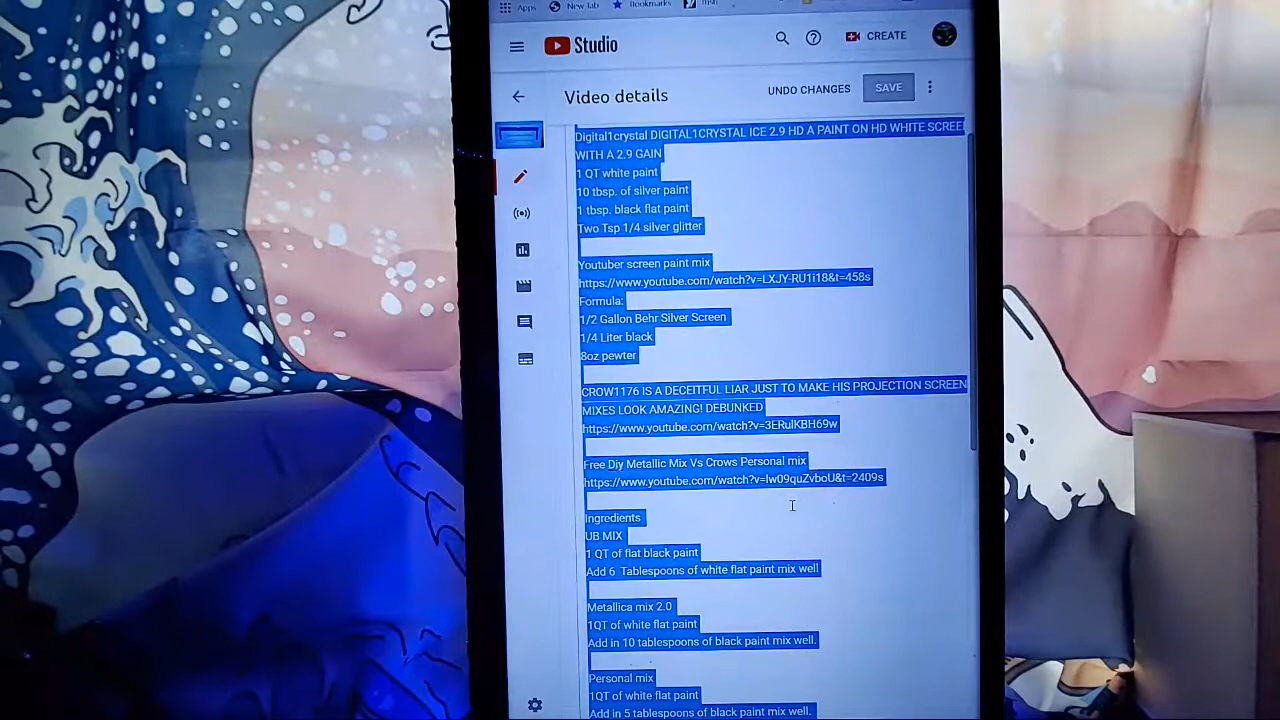 Apps New tab Bookmarks msn
Studio
CREATE
Video details
UNDO CHANGES
SAVE
Digital1crystal DIGITAL1CRYSTAL ICE 2.9 HD A PAINT ON HD WHITE SCREEN
WITH A 2.9 GAIN
1 QT white paint
10 tbsp. of silver paint
1 tbsp. black flat paint
Two Tsp 1/4 silver glitter
Youtuber screen paint mix
https://www.youtube.com/watch?v=LXJY-RU1i18&t=458s
Formula:
1/2 Gallon Behr Silver Screen
1/4 Liter black
8oz pewter
CROW1176 IS A DECEITFUL LIAR JUST TO MAKE HIS PROJECTION SCREEN
MIXES LOOK AMAZING! DEBUNKED
https://www.youtube.com/watch?v=3ERulKBH69w
Free Diy Metallic Mix Vs Crows Personal mix
https://www.youtube.com/watch?v=lw09quZvboU&t=2409s
Ingredients
UB MIX
1 QT of flat black paint
Add 6 Tablespoons of white flat paint mix well
Metallica mix 2.0
1QT of white flat paint
Add in 10 tablespoons of black paint mix well.
Personal mix
1QT of white flat paint
Add in 5 tablespoons of black paint mix well.